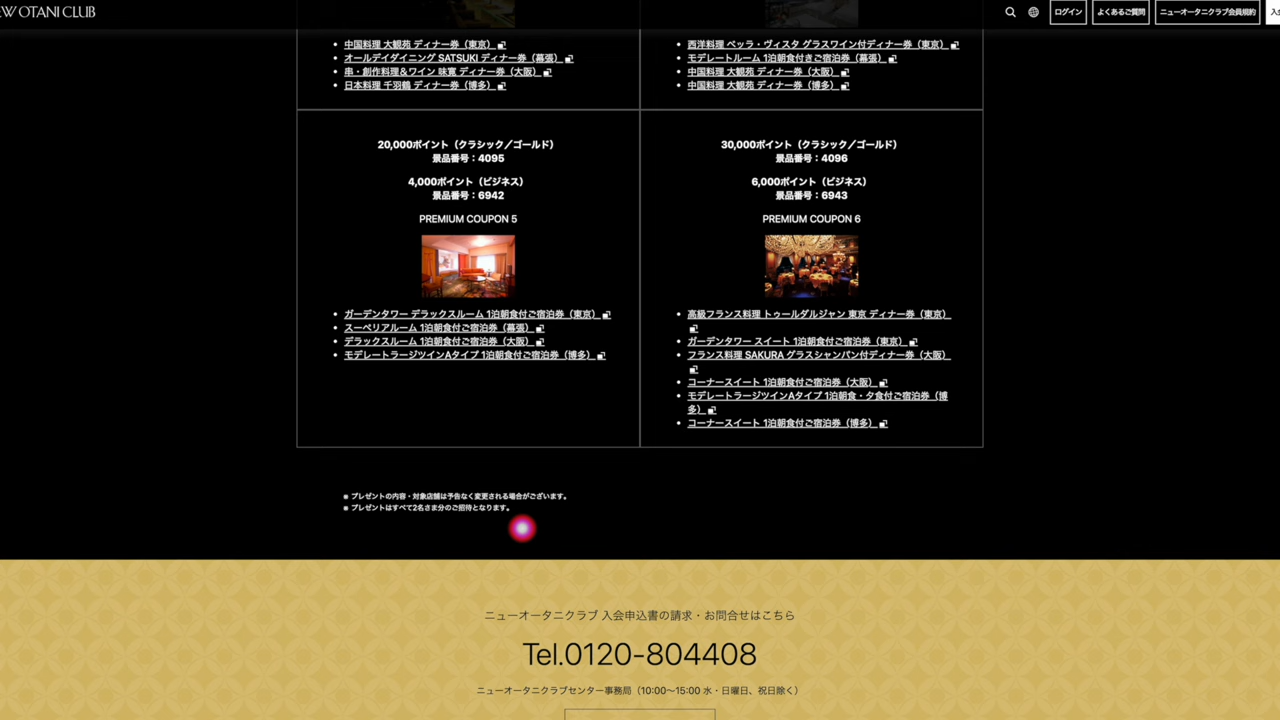 EW OTANI CLUB
ログイン
よくあるご質問
ニューオータニクラブ会員規約
入
• 中国料理 大観苑 ディナー券（東京）
• オールデイダイニング SATSUKI ディナー券（幕張）
• 串・創作料理＆ワイン 味寛 ディナー券（大阪）
• 日本料理 千羽鶴 ディナー券（博多）
• 西洋料理 ベッラ・ヴィスタ グラスワイン付ディナー券（東京）
• モデレートルーム 1泊朝食付きご宿泊券（幕張）
• 中国料理 大観苑 ディナー券（大阪）
• 中国料理 大観苑 ディナー券（博多）
20,000ポイント（クラシック／ゴールド）
景品番号：4095
4,000ポイント（ビジネス）
景品番号：6942
PREMIUM COUPON 5
• ガーデンタワー デラックスルーム 1泊朝食付ご宿泊券（東京）
• スーペリアルーム 1泊朝食付ご宿泊券（幕張）
• デラックスルーム 1泊朝食付ご宿泊券（大阪）
• モデレートラージツインAタイプ 1泊朝食付ご宿泊券（博多）
30,000ポイント（クラシック／ゴールド）
景品番号：4096
6,000ポイント（ビジネス）
景品番号：6943
PREMIUM COUPON 6
• 高級フランス料理 トゥールダルジャン 東京 ディナー券（東京）
• ガーデンタワー スイート 1泊朝食付ご宿泊券（東京）
• フランス料理 SAKURA グラスシャンパン付ディナー券（大阪）
• コーナースイート 1泊朝食付ご宿泊券（大阪）
• モデレートラージツインAタイプ 1泊朝食・夕食付ご宿泊券（博
多）
• コーナースイート 1泊朝食付ご宿泊券（博多）
※ プレゼントの内容・対象店舗は予告なく変更される場合がございます。
※ プレゼントはすべて2名さま分のご招待となります。
ニューオータニクラブ 入会申込書の請求・お問合せはこちら
Tel.0120-804408
ニューオータニクラブセンター事務局（10:00〜15:00 水・日曜日、祝日除く）